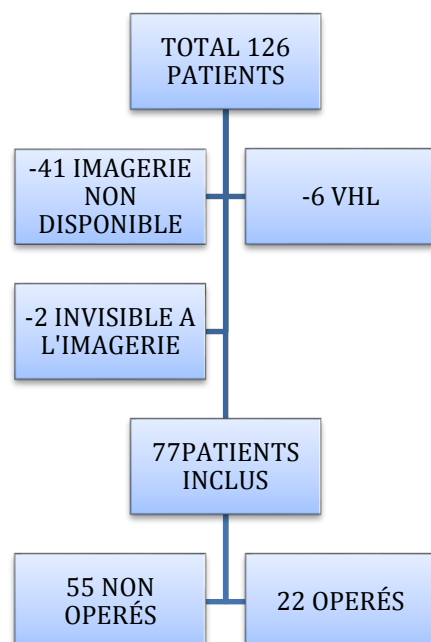 TOTAL 126
PATIENTS
-41 IMAGERIE
NON
DISPONIBLE
-6 VHL
-2 INVISIBLE A
L'IMAGERIE
77PATIENTS
INCLUS
55 NON
OPERÉS
22 OPERÉS